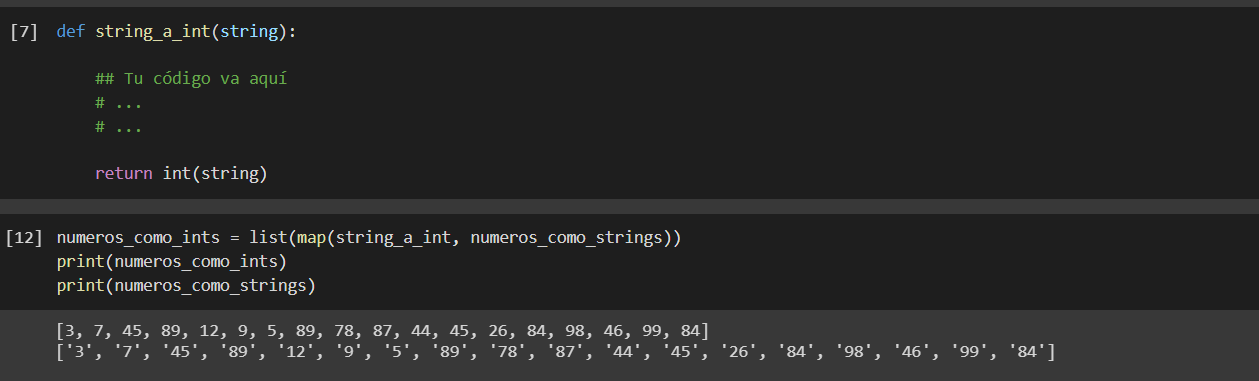 [7] def string_a_int(string):
## Tu código va aquí
# ...
# ...
return int(string)
[12] numeros_como_ints = list(map(string_a_int, numeros_como_strings))
print(numeros_como_ints)
print(numeros_como_strings)
[3, 7, 45, 89, 12, 9, 5, 89, 78, 87, 44, 45, 26, 84, 98, 46, 99, 84]
['3', '7', '45', '89', '12', '9', '5', '89', '78', '87', '44', '45', '26', '84', '98', '46', '99', '84']